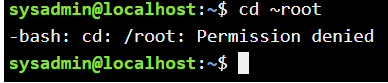 sysadmin@localhost:~$ cd ~root
-bash: cd: /root: Permission denied
sysadmin@localhost:~$